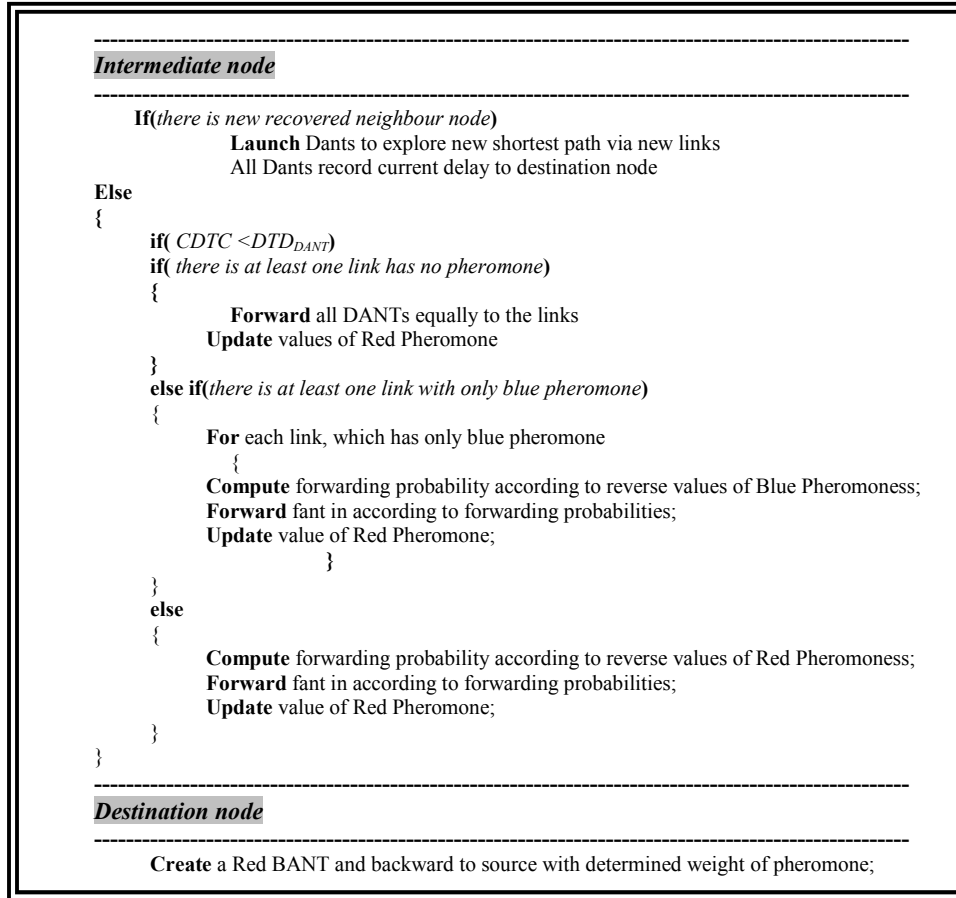 Intermediate node
If(there is new recovered neighbour node)
Launch Dants to explore new shortest path via new links
All Dants record current delay to destination node
Else
{
if( CDTC <DTD_DANT)
if( there is at least one link has no pheromone)
{
Forward all DANTs equally to the links
Update values of Red Pheromone
}
else if(there is at least one link with only blue pheromone)
{
For each link, which has only blue pheromone
{
Compute forwarding probability according to reverse values of Blue Pheromoness;
Forward fant in according to forwarding probabilities;
Update value of Red Pheromone;
}
}
else
{
Compute forwarding probability according to reverse values of Red Pheromoness;
Forward fant in according to forwarding probabilities;
Update value of Red Pheromone;
}
}
Destination node
Create a Red BANT and backward to source with determined weight of pheromone;